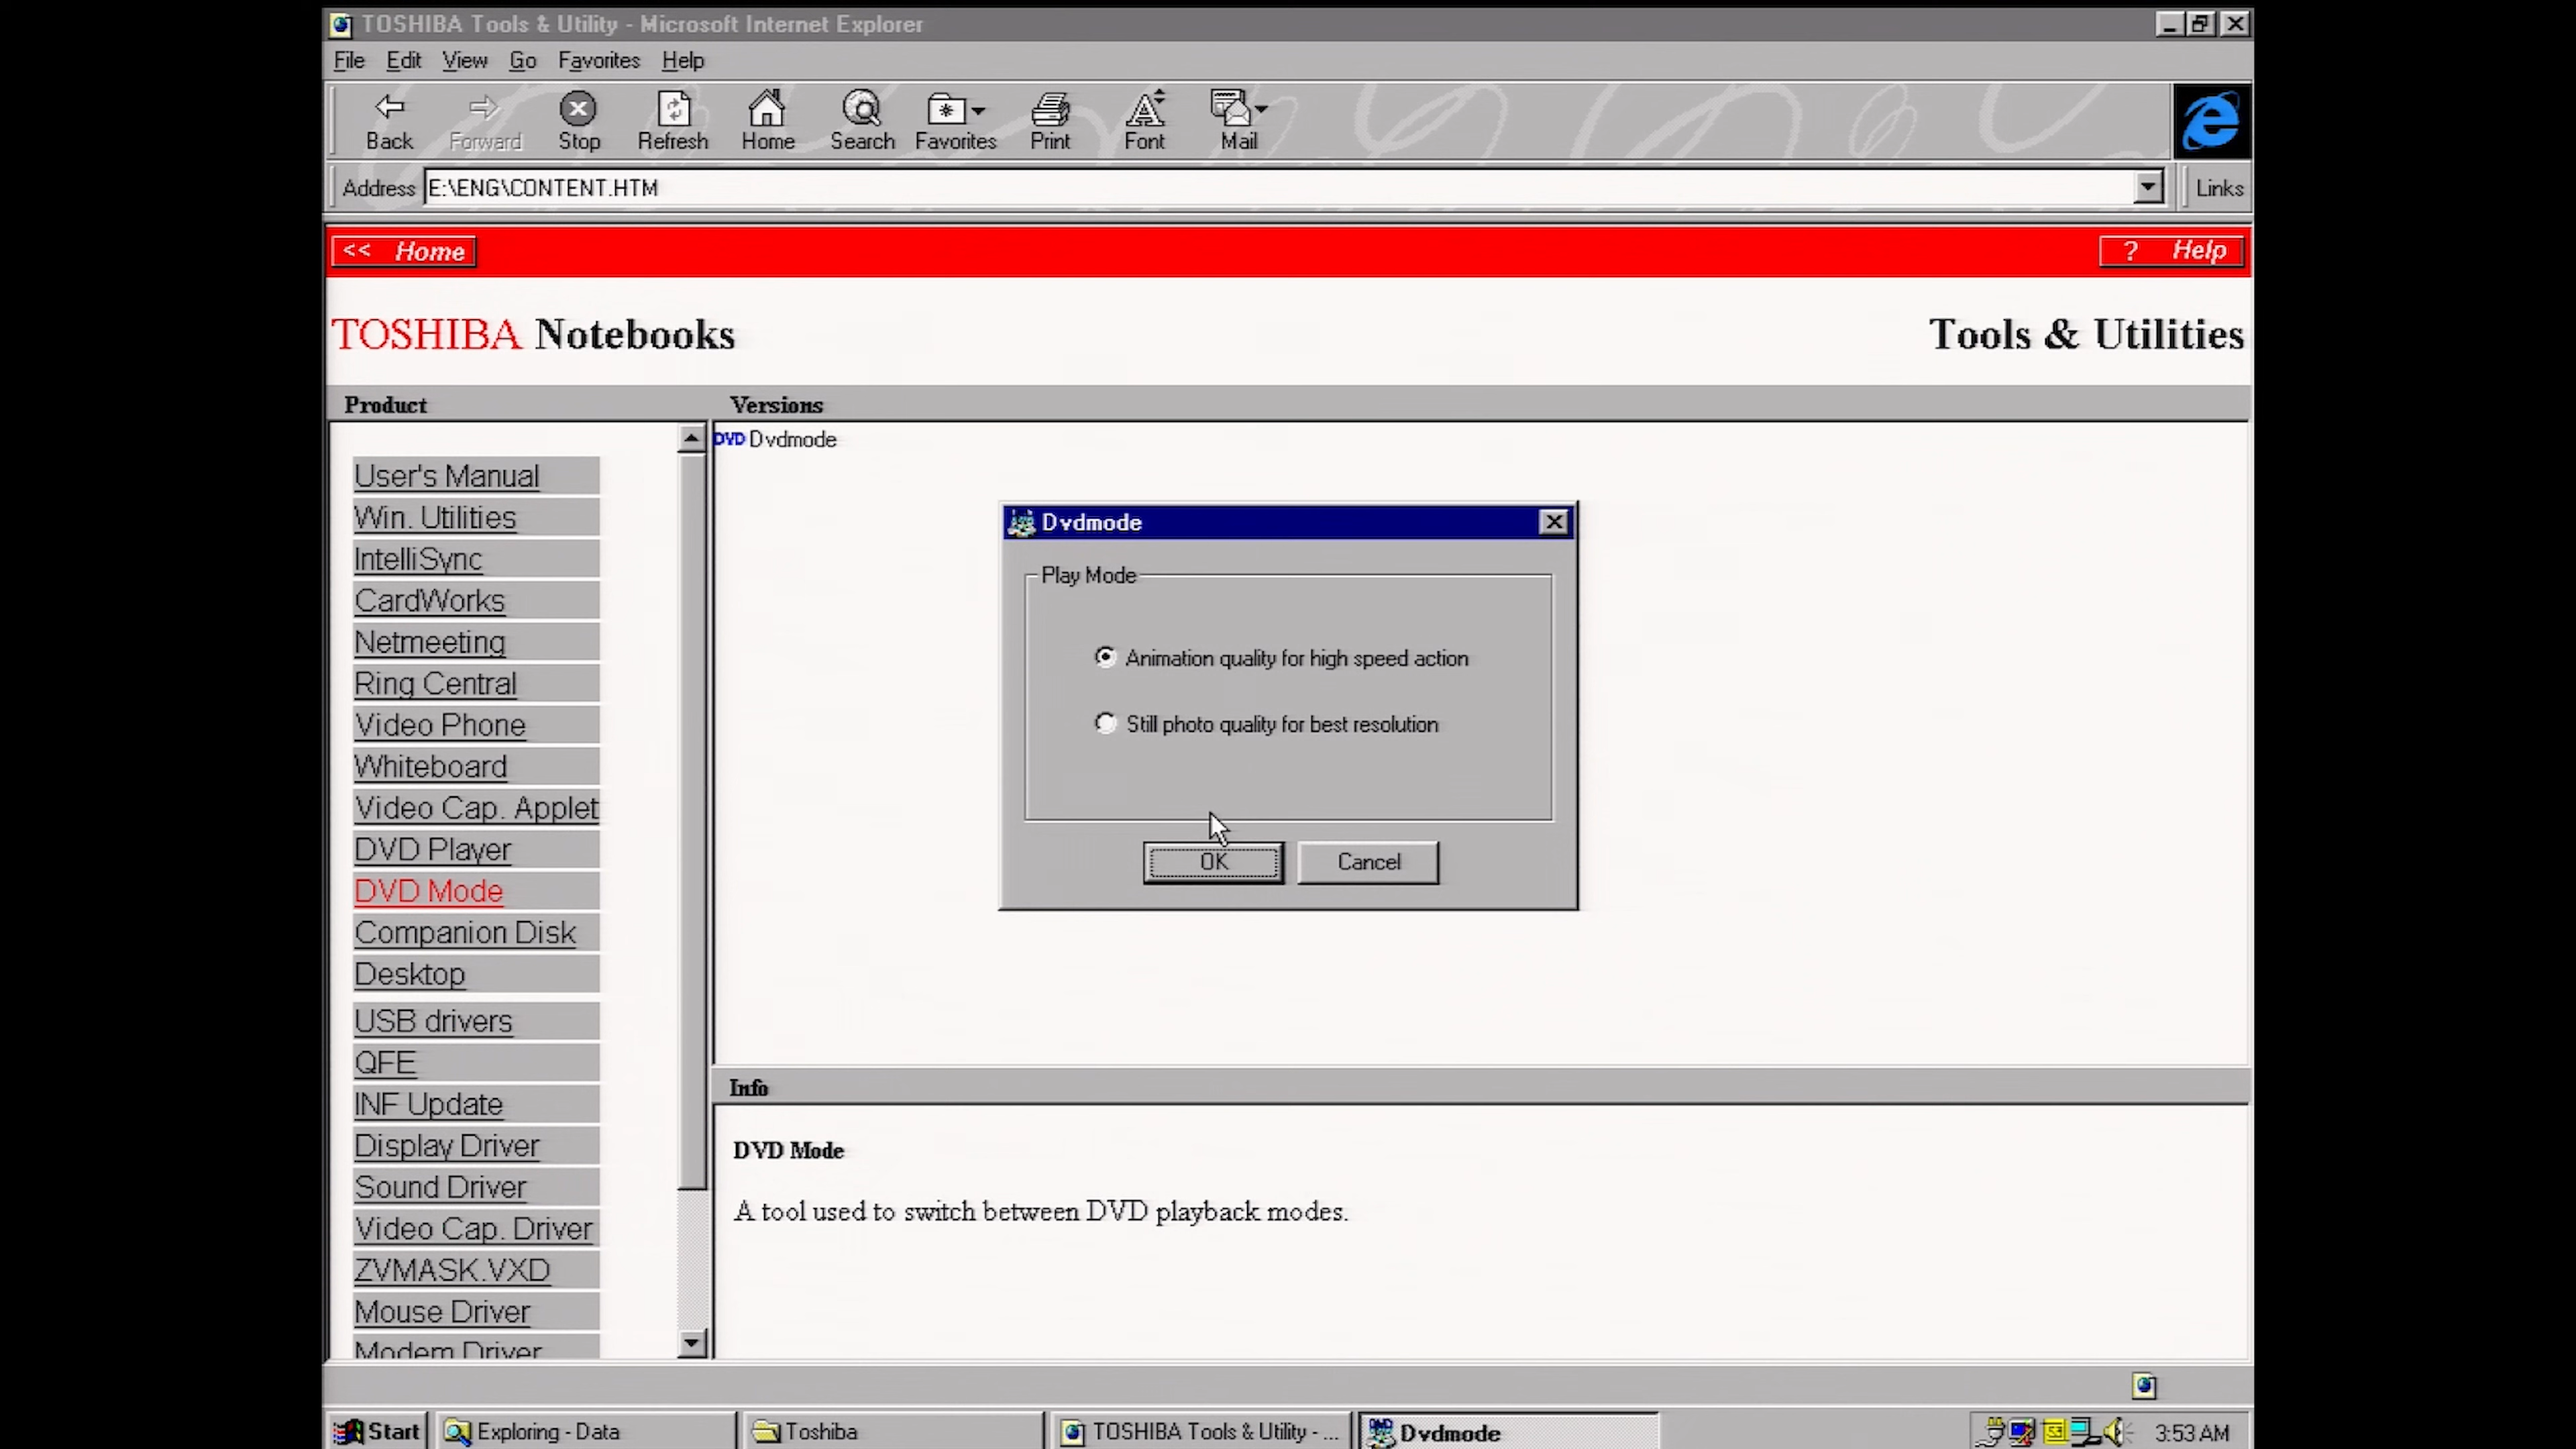 TOSHIBA Tools & Utility - Microsoft Internet Explorer
File Edit View Go Favorites Help
Back Forward Stop Refresh Home Search Favorites Print Font Mail
Address E:\ENG\CONTENT.HTM Links
<< Home ? Help
TOSHIBA Notebooks Tools & Utilities
Product Versions
DVD Dvdmode
User's Manual
Win. Utilities
IntelliSync
CardWorks
Netmeeting
Ring Central
Video Phone
Whiteboard
Video Cap. Applet
DVD Player
DVD Mode
Companion Disk
Desktop
USB drivers
QFE
INF Update
Display Driver
Sound Driver
Video Cap. Driver
ZVMASK.VXD
Mouse Driver
Modem Driver
Dvdmode
Play Mode
Animation quality for high speed action
Still photo quality for best resolution
OK Cancel
Info
DVD Mode
A tool used to switch between DVD playback modes.
Start Exploring - Data Toshiba TOSHIBA Tools & Utility - ... Dvdmode 3:53 AM